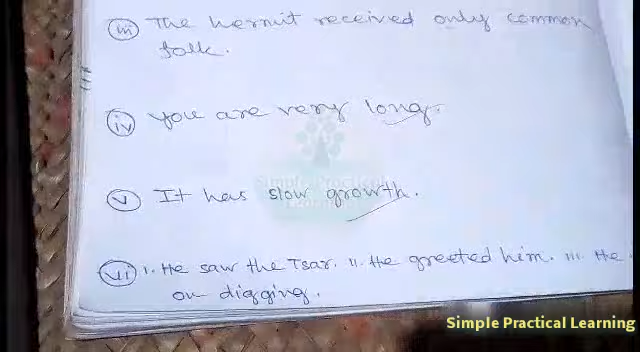 (iii) The hermit received only common
folk.
(iv) You are very long.
(v) It has slow growth.
(vi) i. He saw the Tsar. ii. He greeted him. iii. He
on digging.
Simple Practical Learning